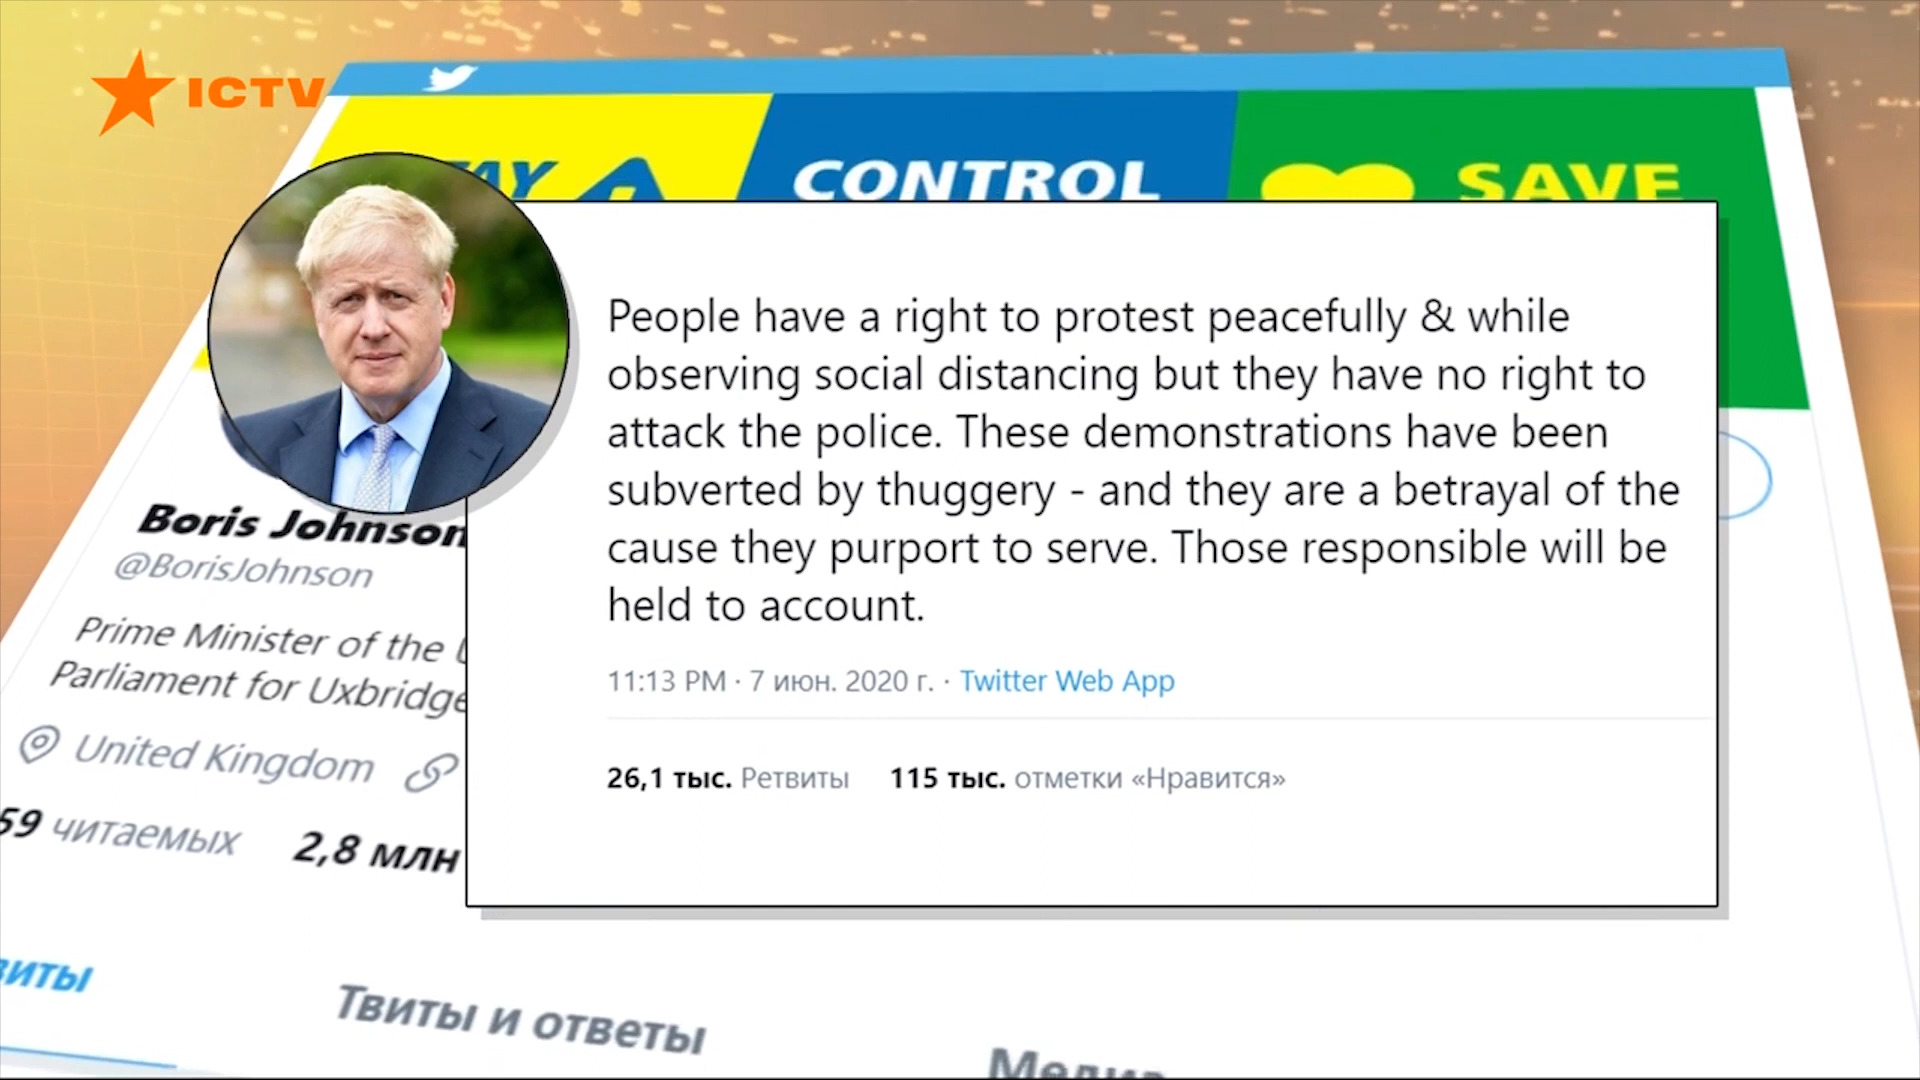 ICTV
CONTROL
SAVE
People have a right to protest peacefully & while
observing social distancing but they have no right to
attack the police. These demonstrations have been
subverted by thuggery - and they are a betrayal of the
cause they purport to serve. Those responsible will be
held to account.
11:13 PM · 7 июн. 2020 г. · Twitter Web App
26,1 тыс. Ретвиты 115 тыс. отметки «Нравится»
Boris Johnson
@BorisJohnson
Prime Minister of the
Parliament for Uxbridge
United Kingdom
59 читаемых 2,8 млн
Твиты и ответы